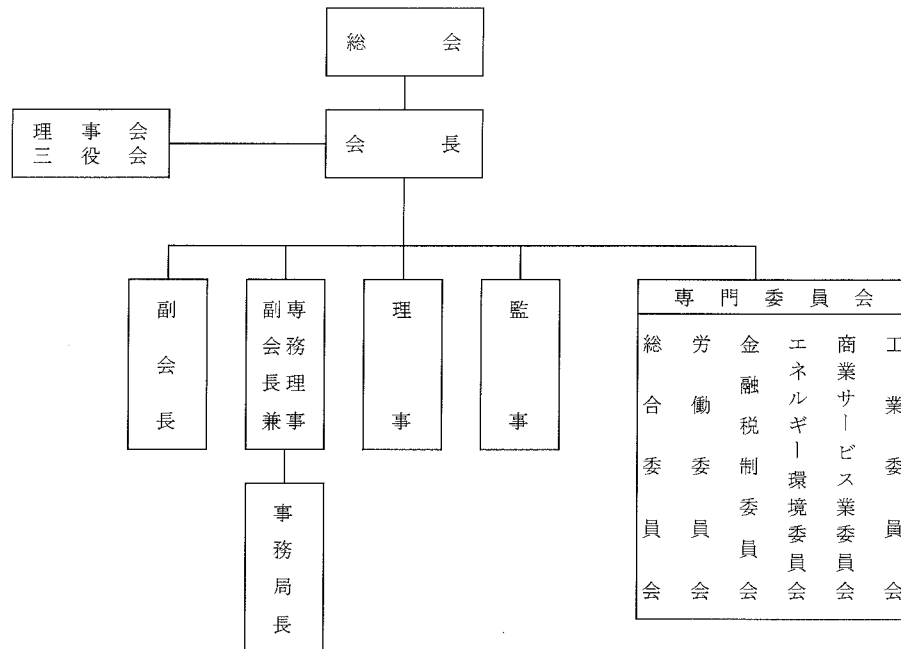 総会
理事会
三役会
会長
副会長
副会長兼
専務理事
理事
監事
専門委員会
総合委員会
労働委員会
金融税制委員会
エネルギー環境委員会
商業サービス業委員会
工業委員会
事務局長